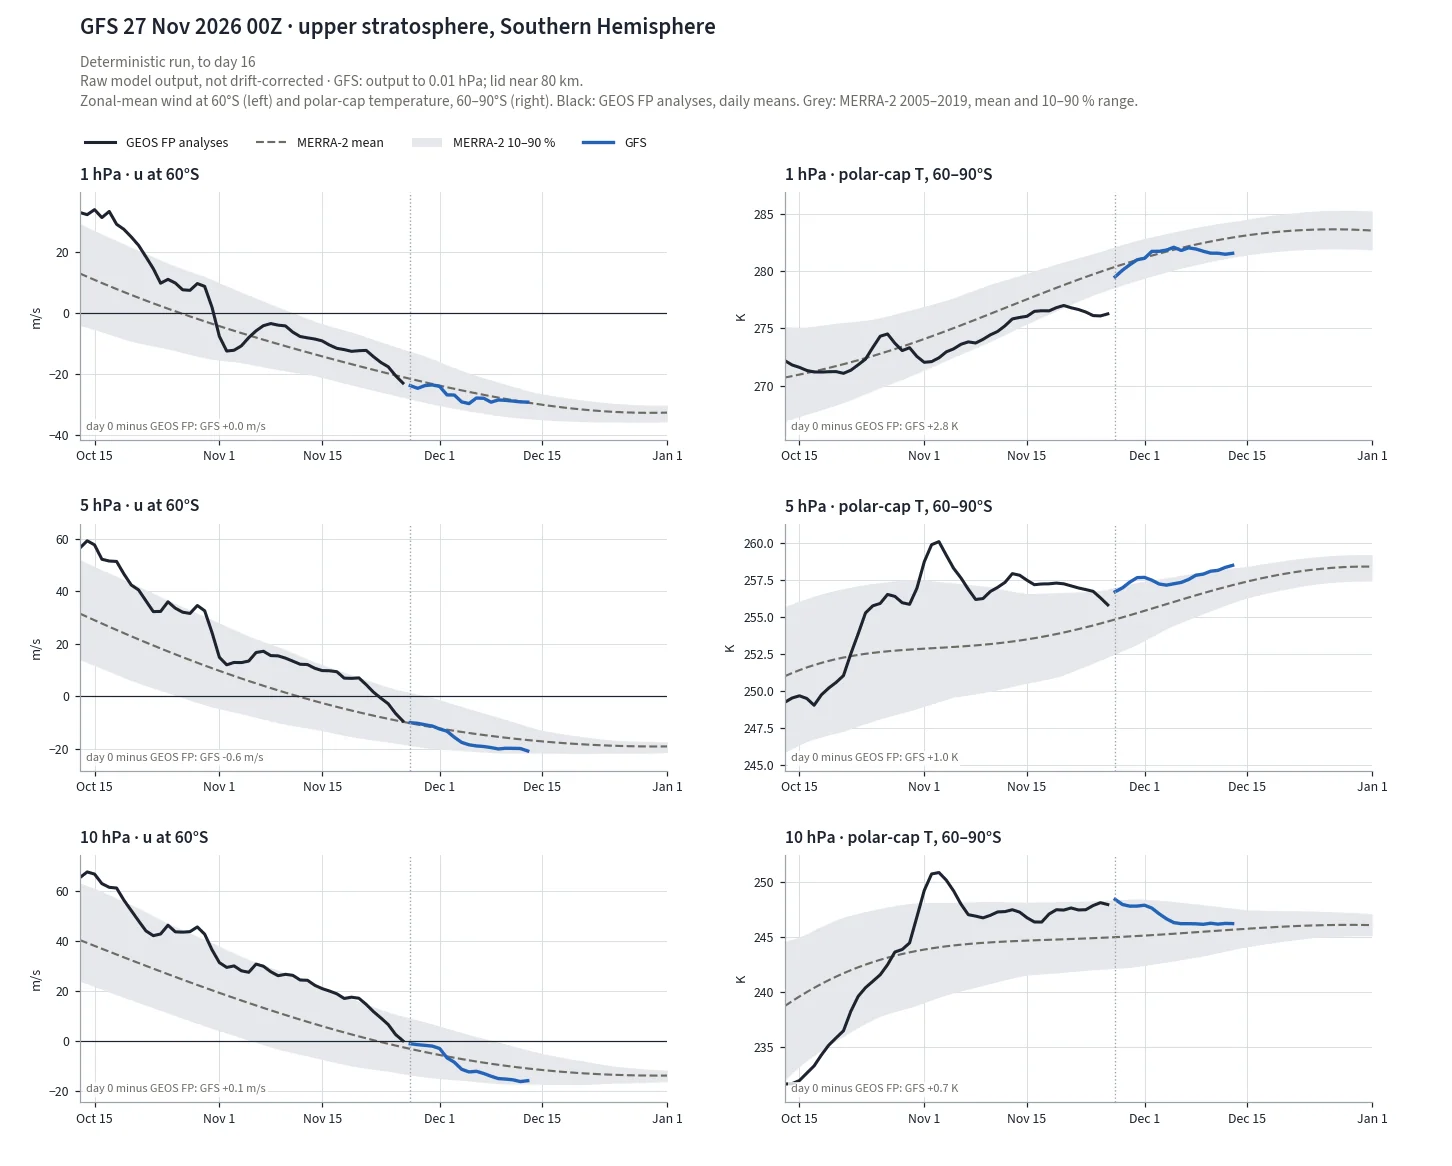 GFS 27 Nov 2026 00Z · upper stratosphere, Southern Hemisphere
Deterministic run, to day 16
Raw model output, not drift-corrected · GFS: output to 0.01 hPa; lid near 80 km.
Zonal-mean wind at 60°S (left) and polar-cap temperature, 60–90°S (right). Black: GEOS FP analyses, daily means. Grey: MERRA-2 2005–2019, mean and 10–90 % range.
GEOS FP analyses MERRA-2 mean MERRA-2 10–90 % GFS
1 hPa · u at 60°S
20
0
−20
−40
m/s
day 0 minus GEOS FP: GFS +0.0 m/s
Oct 15 Nov 1 Nov 15 Dec 1 Dec 15 Jan 1
1 hPa · polar-cap T, 60–90°S
285
280
275
270
K
day 0 minus GEOS FP: GFS +2.8 K
Oct 15 Nov 1 Nov 15 Dec 1 Dec 15 Jan 1
5 hPa · u at 60°S
60
40
20
0
−20
m/s
day 0 minus GEOS FP: GFS -0.6 m/s
Oct 15 Nov 1 Nov 15 Dec 1 Dec 15 Jan 1
5 hPa · polar-cap T, 60–90°S
260.0
257.5
255.0
252.5
250.0
247.5
245.0
K
day 0 minus GEOS FP: GFS +1.0 K
Oct 15 Nov 1 Nov 15 Dec 1 Dec 15 Jan 1
10 hPa · u at 60°S
60
40
20
0
−20
m/s
day 0 minus GEOS FP: GFS +0.1 m/s
Oct 15 Nov 1 Nov 15 Dec 1 Dec 15 Jan 1
10 hPa · polar-cap T, 60–90°S
250
245
240
235
K
day 0 minus GEOS FP: GFS +0.7 K
Oct 15 Nov 1 Nov 15 Dec 1 Dec 15 Jan 1